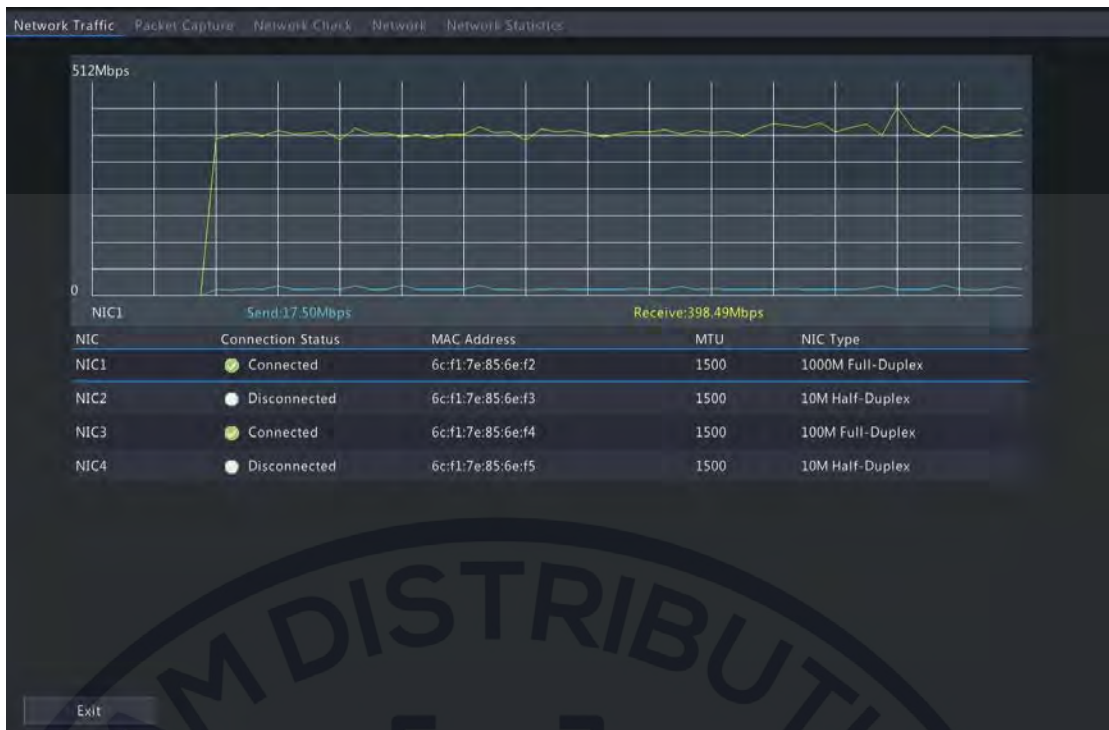 Network Traffic Packet Capture Network Check Network Network Statistics
512Mbps
0
NIC1 Send:17.50Mbps Receive:398.49Mbps
NIC Connection Status MAC Address MTU NIC Type
NIC1 Connected 6c:f1:7e:85:6e:f2 1500 1000M Full-Duplex
NIC2 Disconnected 6c:f1:7e:85:6e:f3 1500 10M Half-Duplex
NIC3 Connected 6c:f1:7e:85:6e:f4 1500 100M Full-Duplex
NIC4 Disconnected 6c:f1:7e:85:6e:f5 1500 10M Half-Duplex
Exit